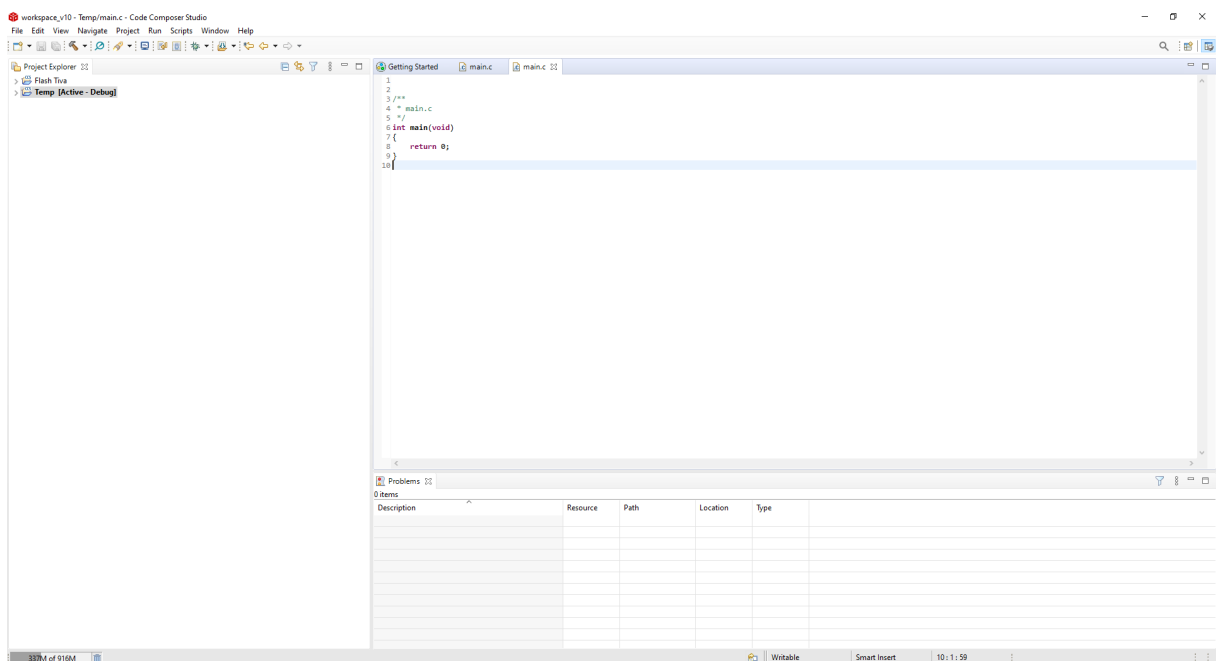 workspace_v10 - Temp/main.c - Code Composer Studio
File Edit View Navigate Project Run Scripts Window Help
Project Explorer
Flash Tiva
Temp [Active - Debug]
Getting Started main.c main.c
1
2
3 /**
4 * main.c
5 */
6 int main(void)
7 {
8 return 0;
9 }
10
Problems
0 items
Description Resource Path Location Type
337M of 916M Writable Smart Insert 10 : 1 : 59